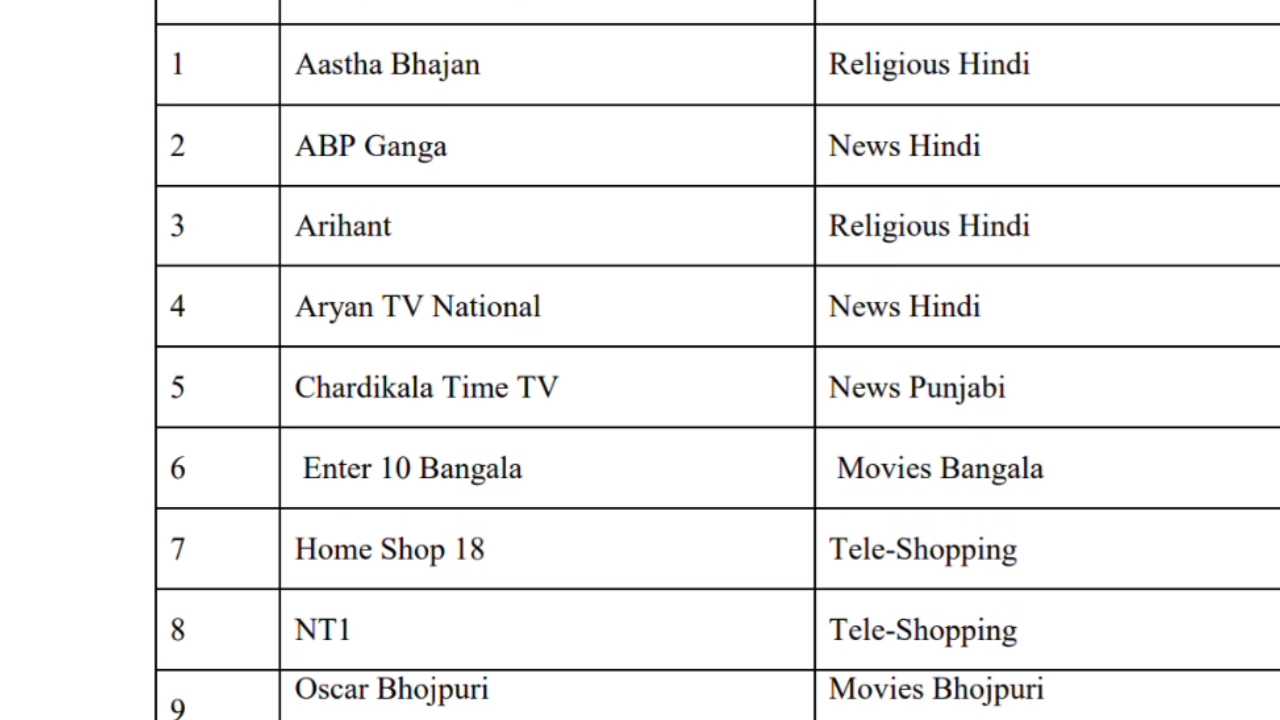 1 Aastha Bhajan Religious Hindi
2 ABP Ganga News Hindi
3 Arihant Religious Hindi
4 Aryan TV National News Hindi
5 Chardikala Time TV News Punjabi
6 Enter 10 Bangala Movies Bangala
7 Home Shop 18 Tele-Shopping
8 NT1 Tele-Shopping
9 Oscar Bhojpuri Movies Bhojpuri